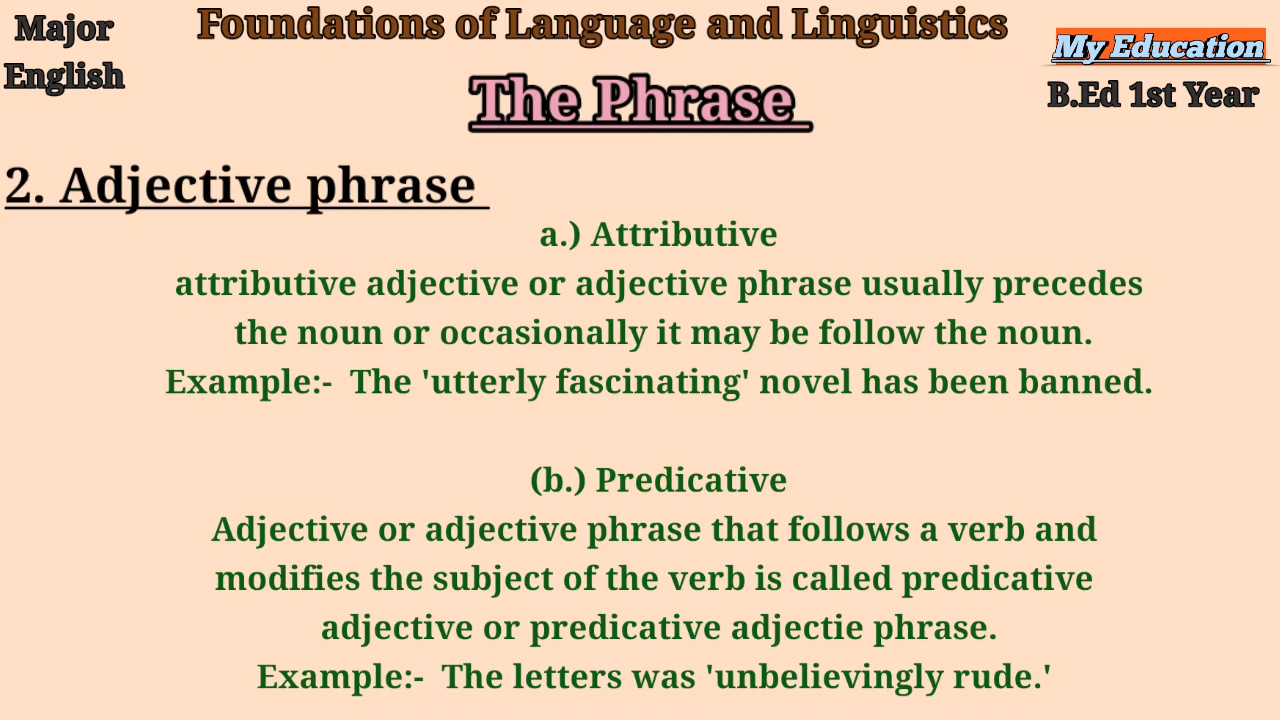 Major
English
Foundations of Language and Linguistics
My Education
B.Ed 1st Year
The Phrase
2. Adjective phrase
a.) Attributive
attributive adjective or adjective phrase usually precedes
the noun or occasionally it may be follow the noun.
Example:- The 'utterly fascinating' novel has been banned.
(b.) Predicative
Adjective or adjective phrase that follows a verb and
modifies the subject of the verb is called predicative
adjective or predicative adjectie phrase.
Example:- The letters was 'unbelievingly rude.'